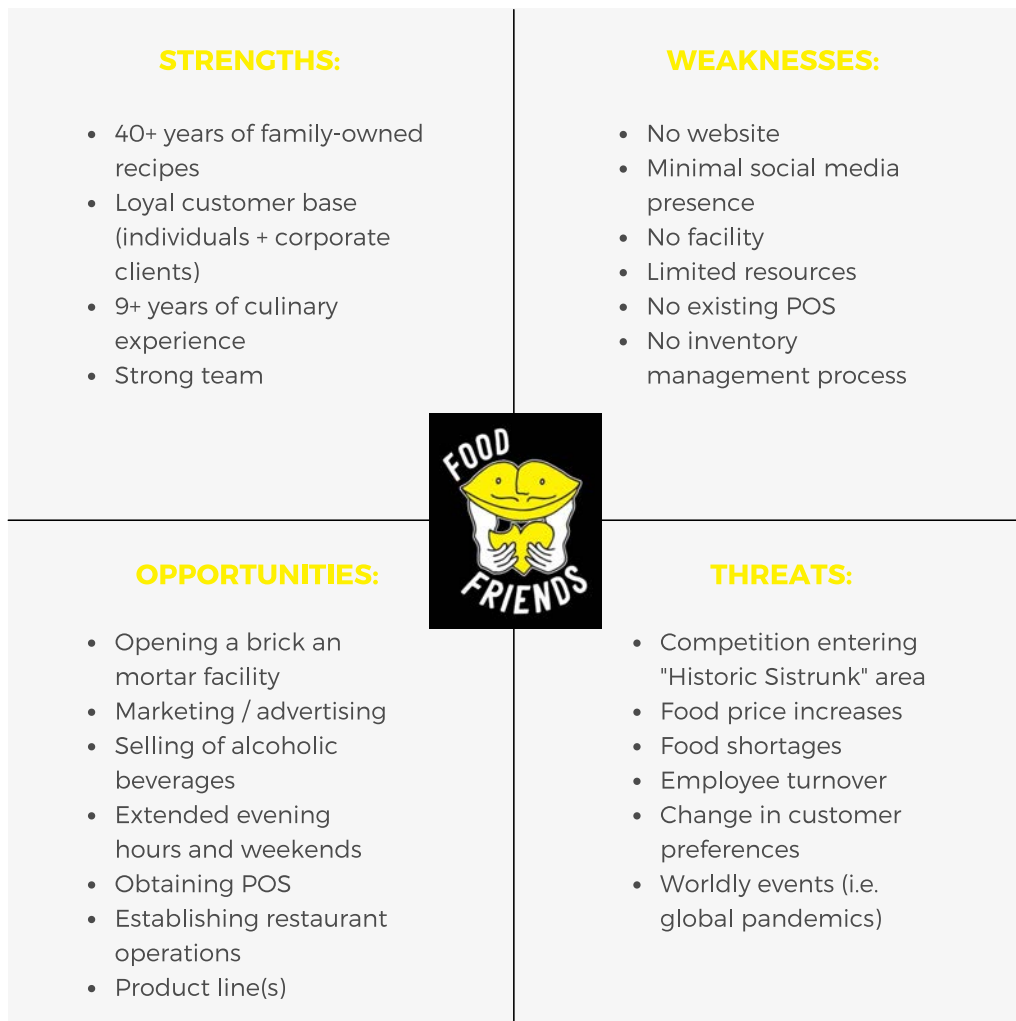 STRENGTHS:
• 40+ years of family-owned
recipes
• Loyal customer base
(individuals + corporate
clients)
• 9+ years of culinary
experience
• Strong team
WEAKNESSES:
• No website
• Minimal social media
presence
• No facility
• Limited resources
• No existing POS
• No inventory
management process
FOOD
FRIENDS
OPPORTUNITIES:
• Opening a brick an
mortar facility
• Marketing / advertising
• Selling of alcoholic
beverages
• Extended evening
hours and weekends
• Obtaining POS
• Establishing restaurant
operations
• Product line(s)
THREATS:
• Competition entering
"Historic Sistrunk" area
• Food price increases
• Food shortages
• Employee turnover
• Change in customer
preferences
• Worldly events (i.e.
global pandemics)